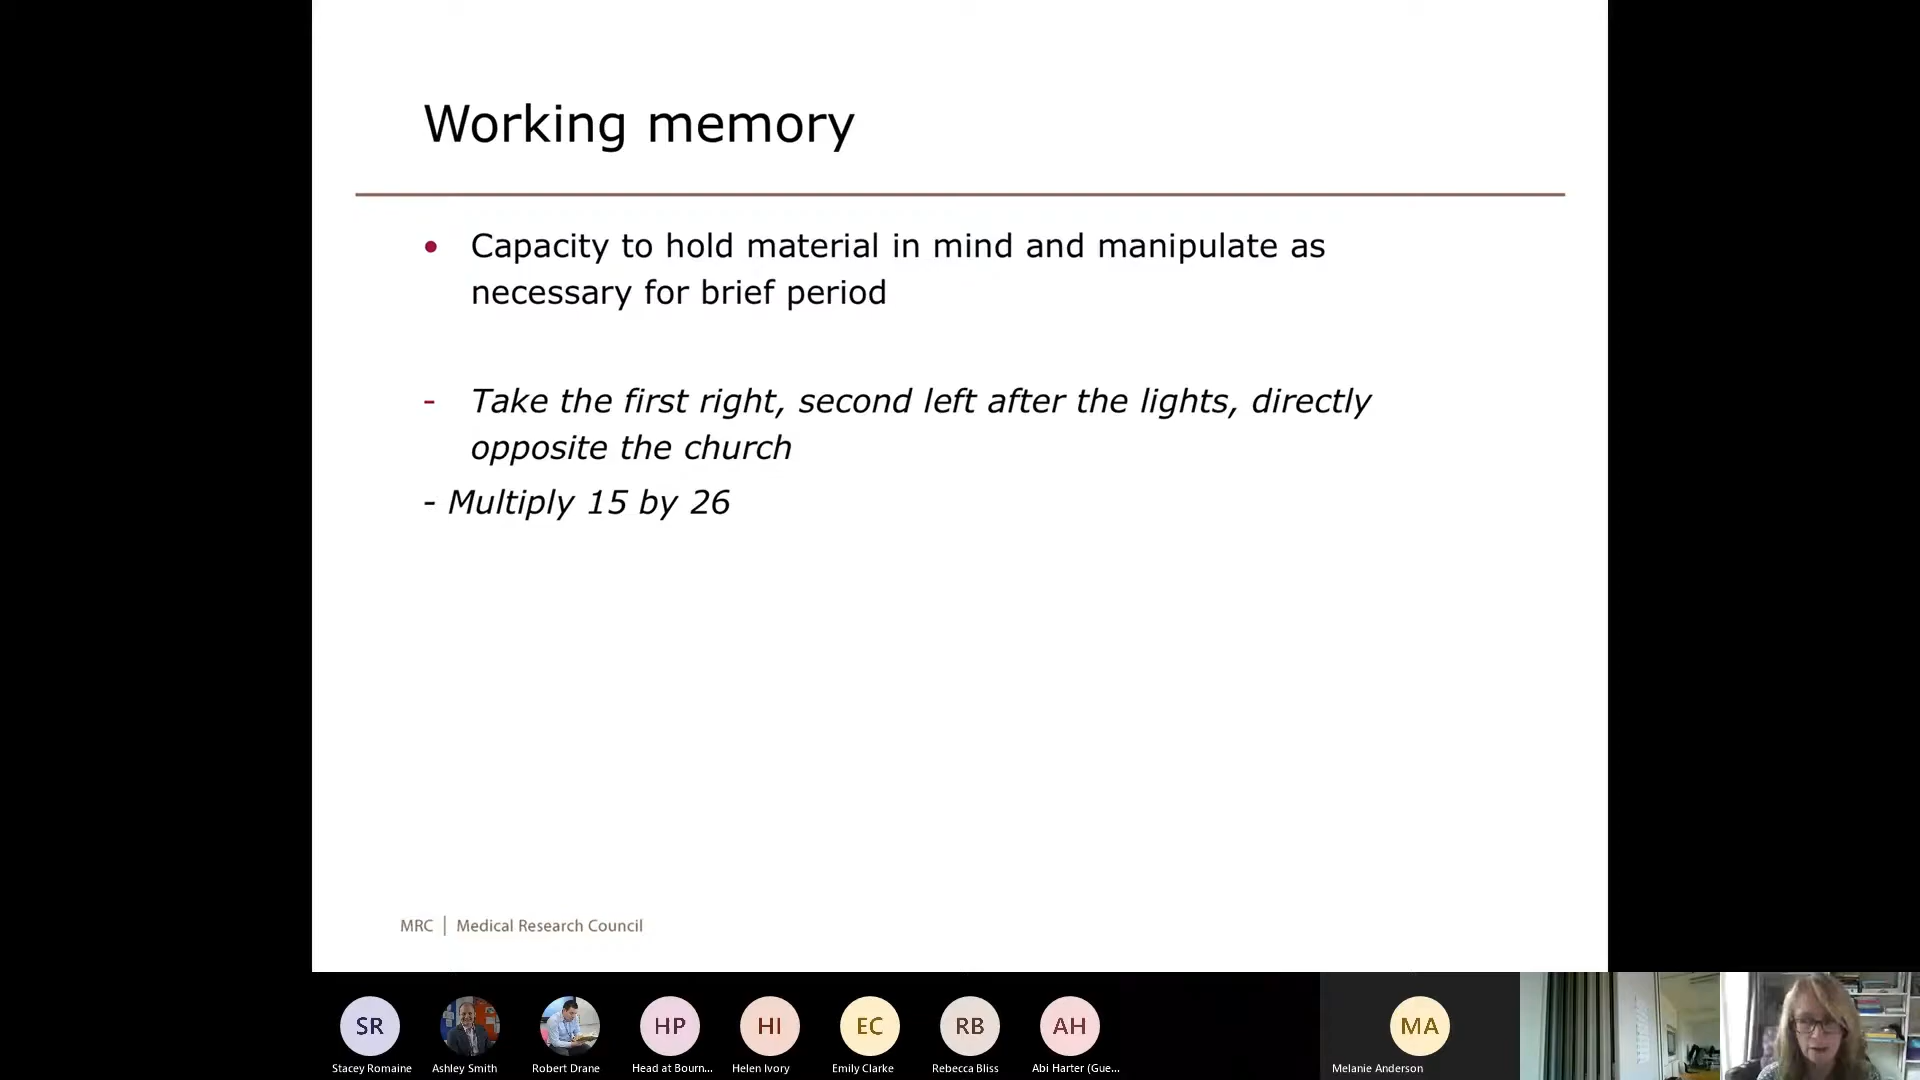 Working memory
• Capacity to hold material in mind and manipulate as
necessary for brief period
- Take the first right, second left after the lights, directly
opposite the church
- Multiply 15 by 26
MRC | Medical Research Council
SR
HP
HI
EC
RB
AH
MA
Stacey Romaine
Ashley Smith
Robert Drane
Head at Bourn...
Helen Ivory
Emily Clarke
Rebecca Bliss
Abi Harter (Gue...
Melanie Anderson